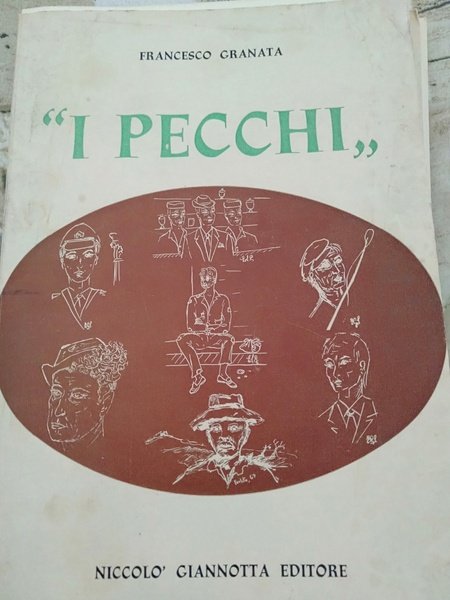 FRANCESCO GRANATA
“I PECCHI„
NICCOLO' GIANNOTTA EDITORE